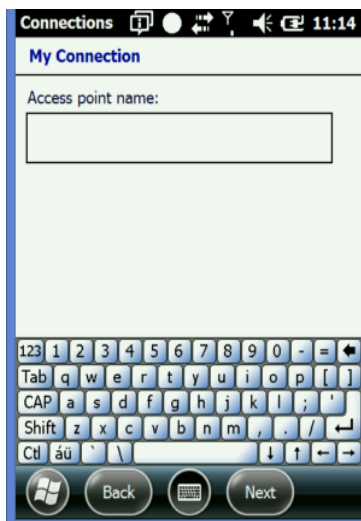 Connections 11:14
My Connection
Access point name:
123 1 2 3 4 5 6 7 8 9 0 - =
Tab q w e r t y u i o p [ ]
CAP a s d f g h j k l ; '
Shift z x c v b n m , . /
Ctl áü ` \
Back Next